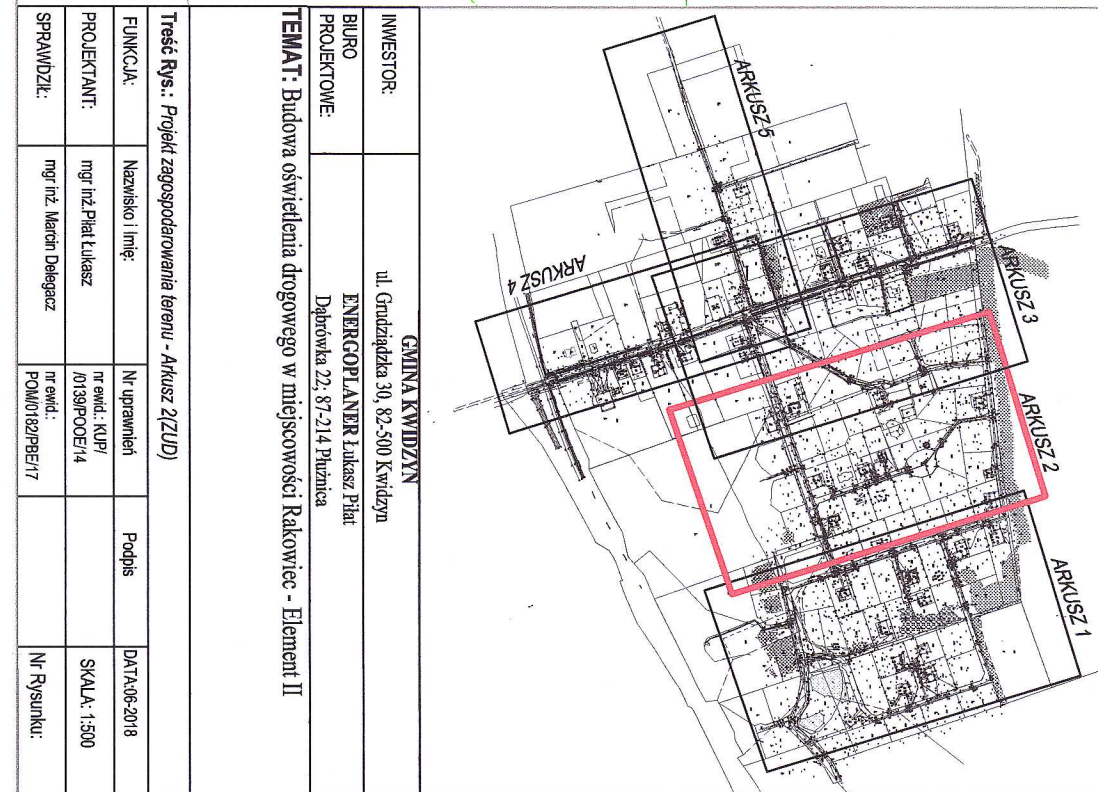 ARKUSZ 1
ARKUSZ 2
ARKUSZ 3
ARKUSZ 4
ARKUSZ 5
INWESTOR:
GMINA KWIDZYN
ul. Grudziądzka 30, 82-500 Kwidzyn
BIURO
PROJEKTOWE:
ENERGOPLANER Łukasz Piłat
Dąbrówka 22; 87-214 Płużnica
TEMAT: Budowa oświetlenia drogowego w miejscowości Rakowiec - Element II
Treść Rys.: Projekt zagospodarowania terenu - Arkusz 2(ZUD)
FUNKCJA:
Nazwisko i Imię:
Nr uprawnień
Podpis
DATA:06-2018
PROJEKTANT:
mgr inż.Piłat Łukasz
nr ewid.: KUP/
/0139/POOE/14
SKALA: 1:500
SPRAWDZIŁ:
mgr inż. Marcin Delegacz
nr ewid.:
POM/0182/PBE/17
Nr Rysunku: